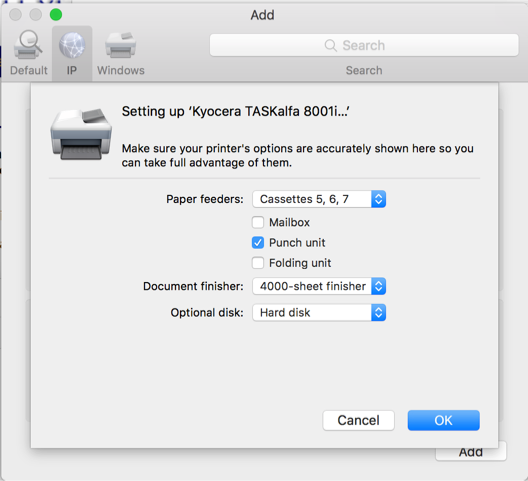 Add
Search
Default
IP
Windows
Search
Setting up ‘Kyocera TASKalfa 8001i...’
Make sure your printer's options are accurately shown here so you
can take full advantage of them.
Paper feeders: Cassettes 5, 6, 7
Mailbox
Punch unit
Folding unit
Document finisher: 4000-sheet finisher
Optional disk: Hard disk
Cancel
OK
Add